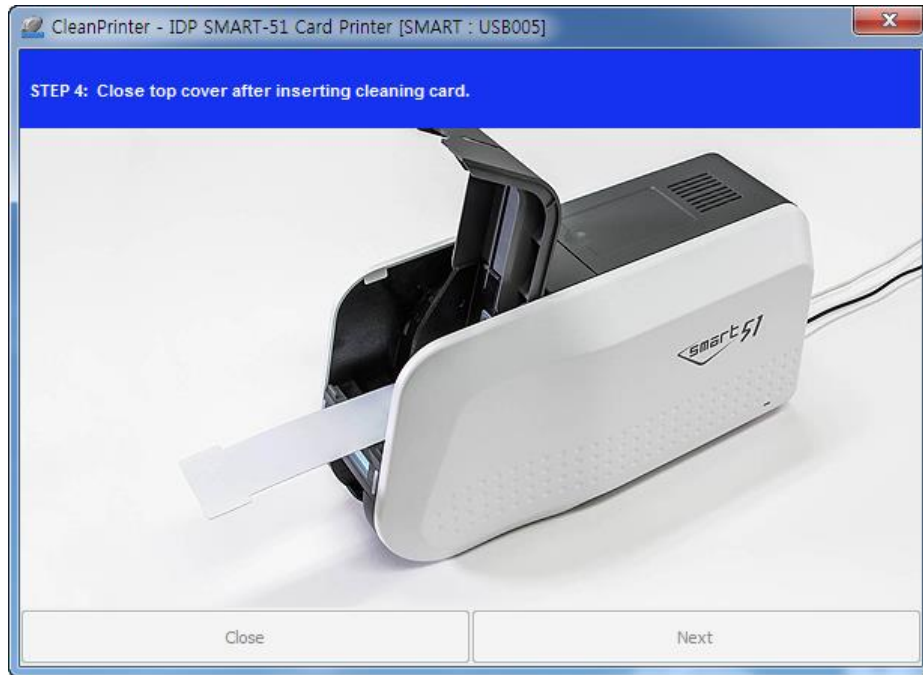 CleanPrinter - IDP SMART-51 Card Printer [SMART : USB005]
STEP 4: Close top cover after inserting cleaning card.
smart 51
Close
Next